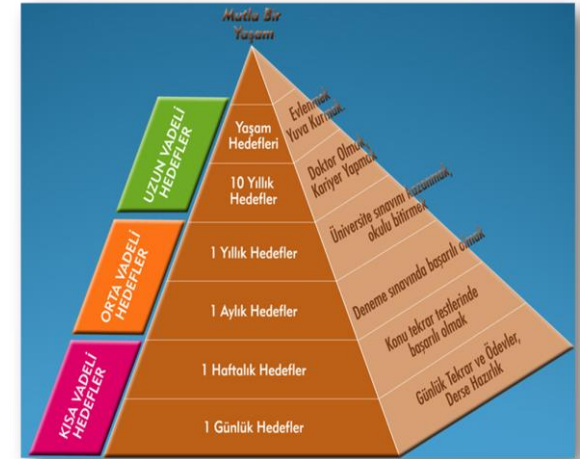 Mutlu Bir
Yaşam
UZUN VADELİ
HEDEFLER
Yaşam
Hedefleri
Evlenmek
Yuva Kurmak.
10 Yıllık
Hedefler
Doktor Olmak,
Kariyer Yapmak
ORTA VADELİ
HEDEFLER
1 Yıllık Hedefler
Üniversite sınavını kazanmak,
okulu bitirmek
1 Aylık Hedefler
Deneme sınavında başarılı olmak
KISA VADELİ
HEDEFLER
1 Haftalık Hedefler
Konu tekrar testlerinde
başarılı olmak
1 Günlük Hedefler
Günlük Tekrar ve Ödevler,
Derse Hazırlık